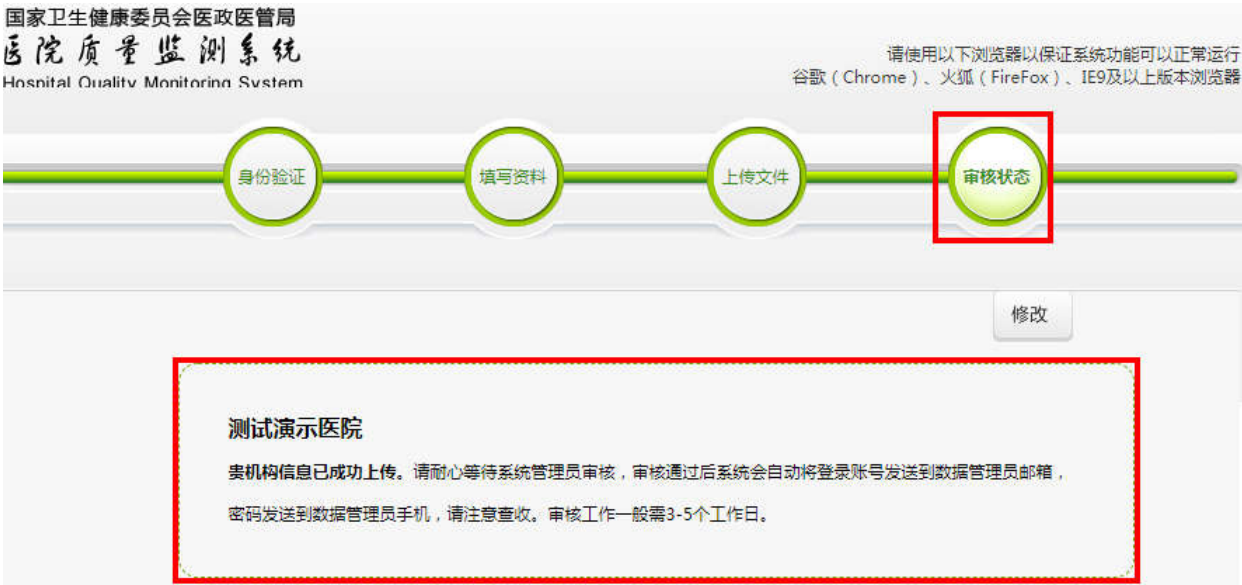 国家卫生健康委员会医政医管局
医院质量监测系统
Hospital Quality Monitoring System
请使用以下浏览器以保证系统功能可以正常运行
谷歌（Chrome）、火狐（FireFox）、IE9及以上版本浏览器
身份验证
填写资料
上传文件
审核状态
修改
测试演示医院
贵机构信息已成功上传。请耐心等待系统管理员审核，审核通过后系统会自动将登录账号发送到数据管理员邮箱，
密码发送到数据管理员手机，请注意查收。审核工作一般需3-5个工作日。